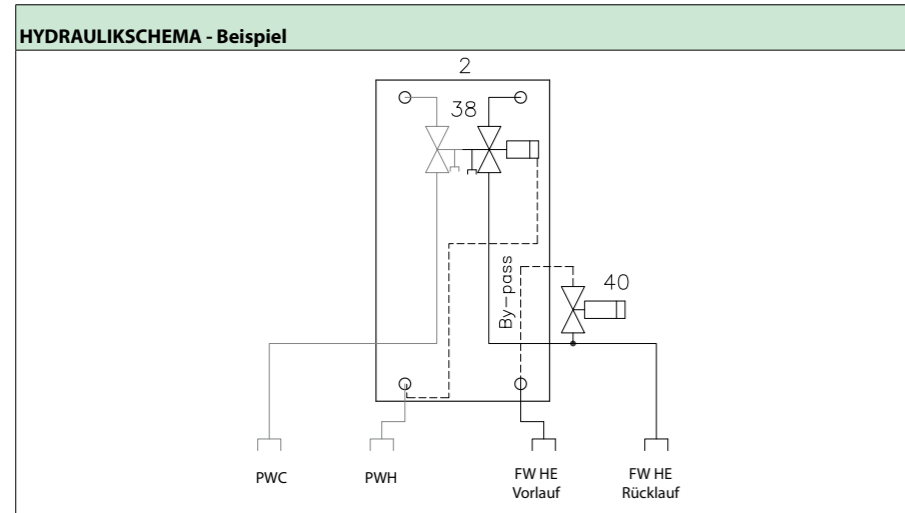 HYDRAULIKSCHEMA - Beispiel
2
38
By-pass
40
PWC
PWH
FW HE
Vorlauf
FW HE
Rücklauf